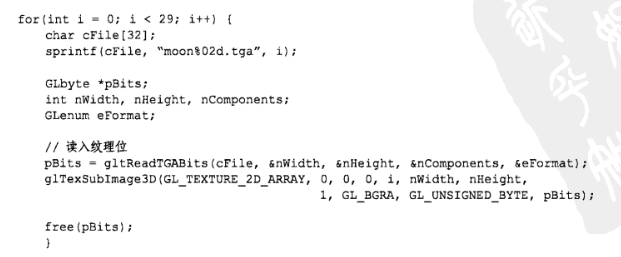 for(int i = 0; i < 29; i++) {
char cFile[32];
sprintf(cFile, “moon%02d.tga”, i);
GLbyte *pBits;
int nWidth, nHeight, nComponents;
GLenum eFormat;
// 读入纹理位
pBits = gltReadTGABits(cFile, &nWidth, &nHeight, &nComponents, &eFormat);
glTexSubImage3D(GL_TEXTURE_2D_ARRAY, 0, 0, 0, i, nWidth, nHeight,
1, GL_BGRA, GL_UNSIGNED_BYTE, pBits);
free(pBits);
}